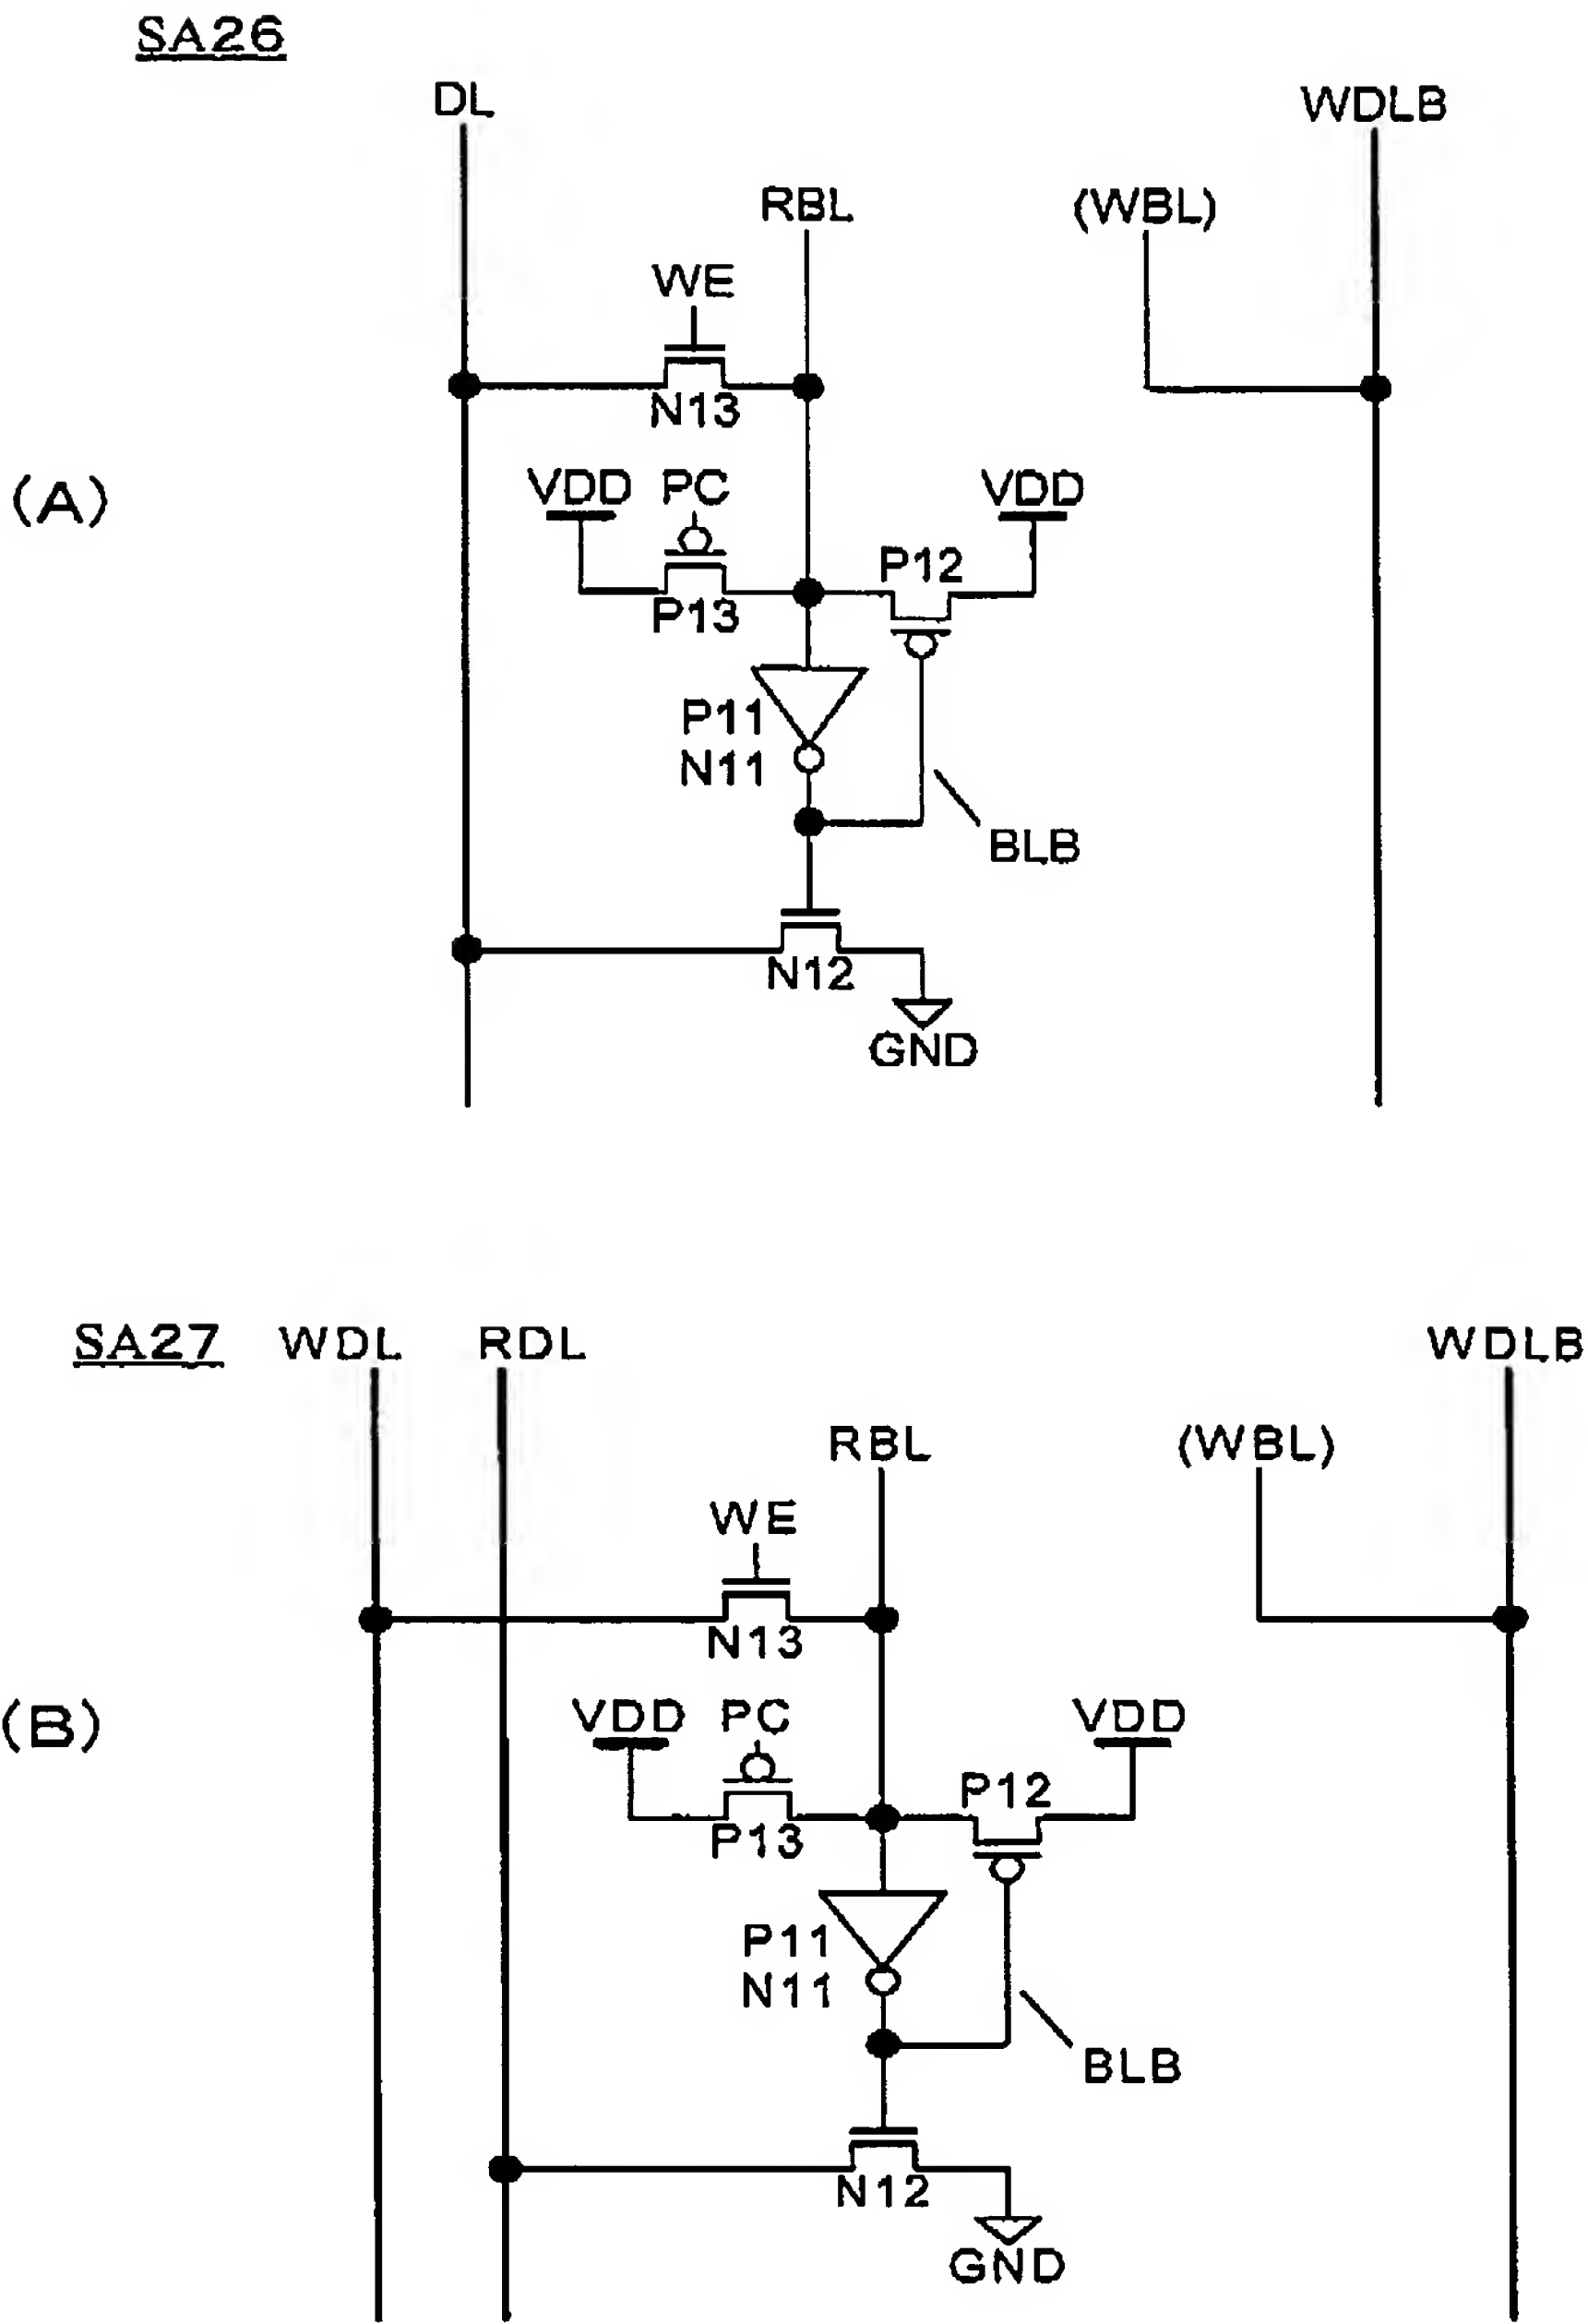 SA26
DL
WDLB
RBL
(WBL)
WE
N13
(A)
VDD
PC
VDD
P12
P13
P11
N11
BLB
N12
GND
SA27
WDL
RDL
WDLB
RBL
(WBL)
WE
N13
(B)
VDD
PC
VDD
P12
P13
P11
N11
BLB
N12
GND